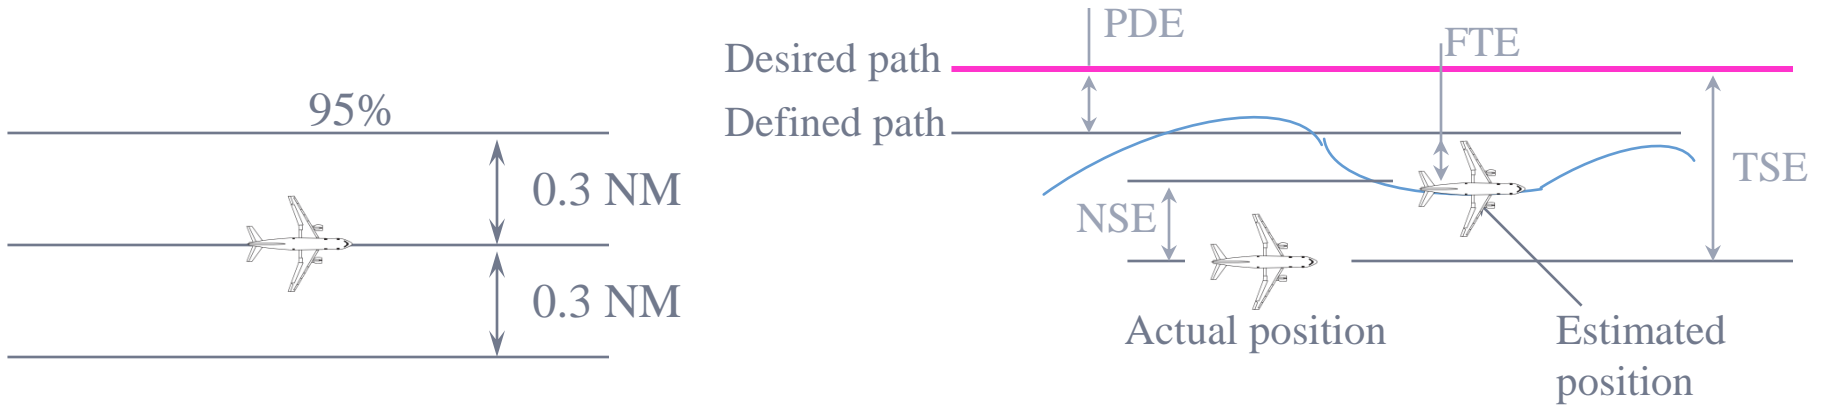 95%
0.3 NM
0.3 NM
PDE
FTE
Desired path
Defined path
TSE
NSE
Actual position
Estimated
position